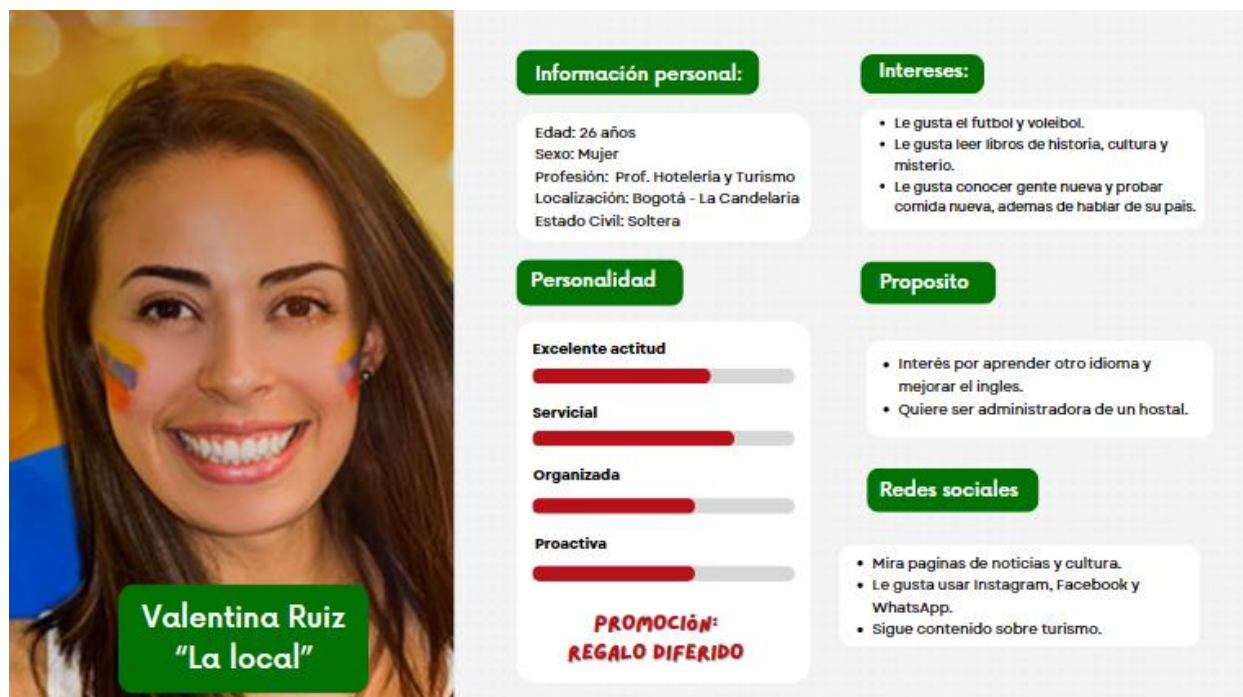 Valentina Ruiz
“La local”
Información personal:
Edad: 26 años
Sexo: Mujer
Profesión: Prof. Hoteleria y Turismo
Localización: Bogotá - La Candelaria
Estado Civil: Soltera
Personalidad
Excelente actitud
Servicial
Organizada
Proactiva
PROMOCIÓN:
REGALO DIFERIDO
Intereses:
• Le gusta el futbol y voleibol.
• Le gusta leer libros de historia, cultura y
misterio.
• Le gusta conocer gente nueva y probar
comida nueva, ademas de hablar de su pais.
Proposito
• Interés por aprender otro idioma y
mejorar el ingles.
• Quiere ser administradora de un hostal.
Redes sociales
• Mira paginas de noticias y cultura.
• Le gusta usar Instagram, Facebook y
WhatsApp.
• Sigue contenido sobre turismo.